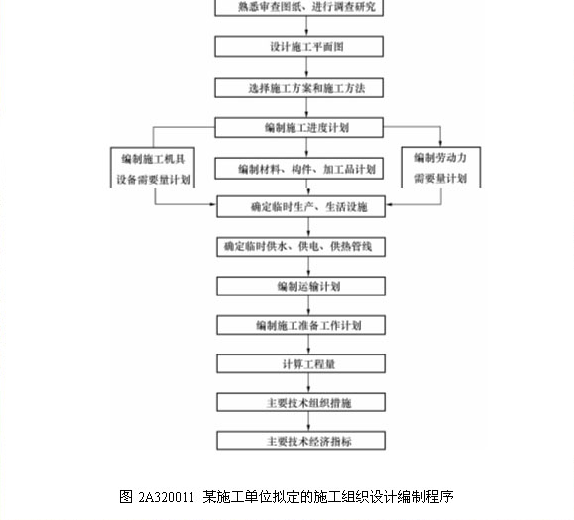 熟悉审查图纸、进行调查研究
设计施工平面图
选择施工方案和施工方法
编制施工进度计划
编制施工机具
设备需要量计划
编制材料、构件、加工品计划
编制劳动力
需要量计划
确定临时生产、生活设施
确定临时供水、供电、供热管线
编制运输计划
编制施工准备工作计划
计算工程量
主要技术组织措施
主要技术经济指标
图 2A320011 某施工单位拟定的施工组织设计编制程序